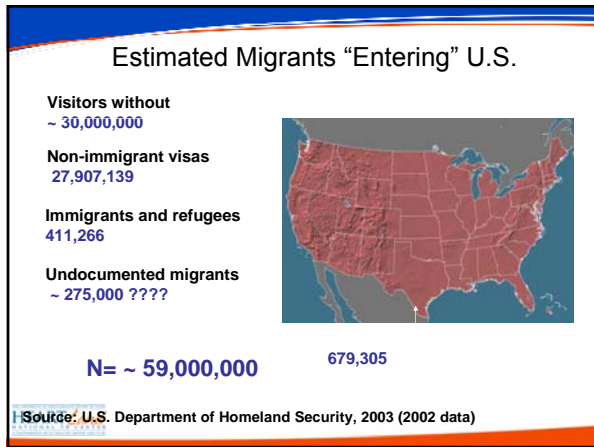 Estimated Migrants “Entering” U.S.
Visitors without
~ 30,000,000
Non-immigrant visas
27,907,139
Immigrants and refugees
411,266
Undocumented migrants
~ 275,000 ????
N= ~ 59,000,000
679,305
Source: U.S. Department of Homeland Security, 2003 (2002 data)